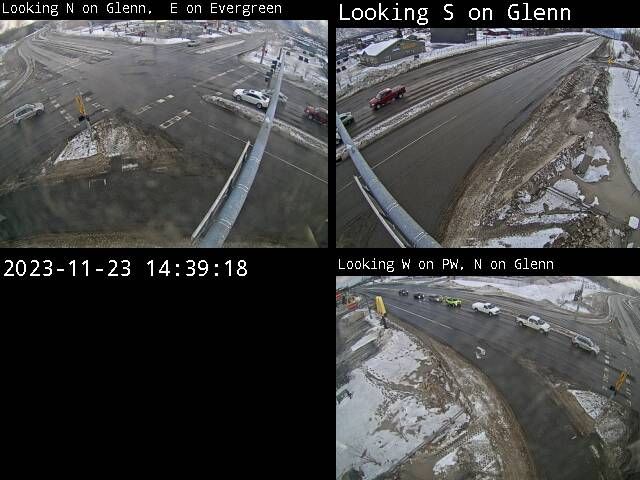 Looking N on Glenn,  E on Evergreen
Looking S on Glenn
2023-11-23 14:39:18
Looking W on PW, N on Glenn